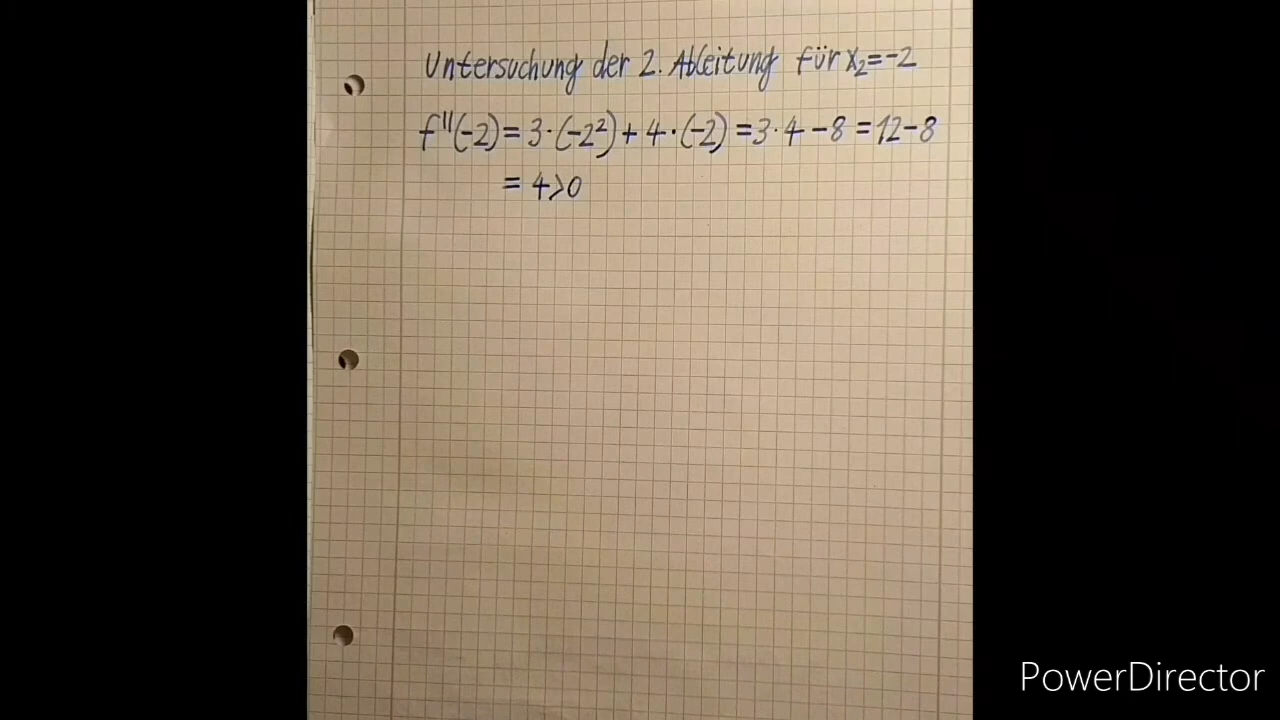 Untersuchung der 2. Ableitung für x₂=-2
f''(-2) = 3·(-2²) + 4·(-2) = 3·4 - 8 = 12-8
= 4>0
PowerDirector